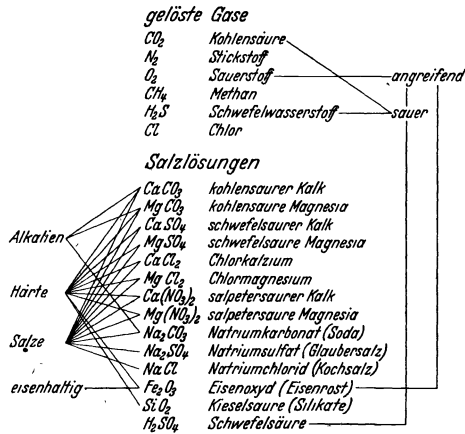 gelöste Gase
CO₂ Kohlensäure
N₂ Stickstoff
O₂ Sauerstoff angreifend
CH₄ Methan
H₂S Schwefelwasserstoff sauer
Cl Chlor
Salzlösungen
CaCO₃ kohlensaurer Kalk
MgCO₃ kohlensaure Magnesia
CaSO₄ schwefelsaurer Kalk
Alkalien MgSO₄ schwefelsaure Magnesia
CaCl₂ Chlorkalzium
MgCl₂ Chlormagnesium
Härte Ca(NO₃)₂ salpetersaurer Kalk
Mg(NO₃)₂ salpetersaure Magnesia
Na₂CO₃ Natriumkarbonat (Soda)
Salze Na₂SO₄ Natriumsulfat (Glaubersalz)
NaCl Natriumchlorid (Kochsalz)
eisenhaltig Fe₂O₃ Eisenoxyd (Eisenrost)
SiO₂ Kieselsaure (Silikate)
H₂SO₄ Schwefelsäure